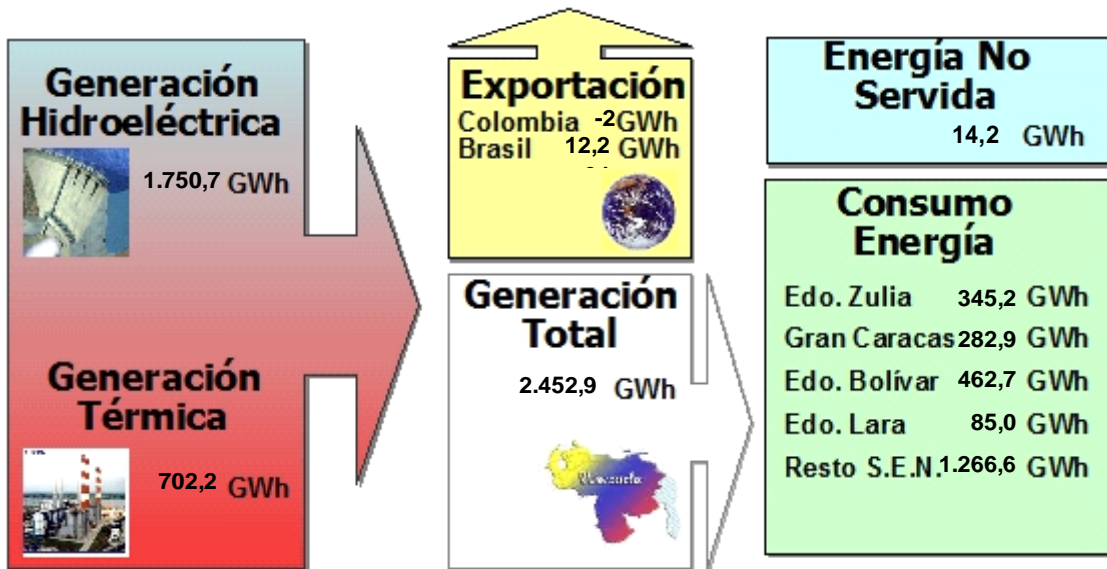 Generación
Hidroeléctrica
1.750,7 GWh
Generación
Térmica
702,2 GWh
Exportación
Colombia -2 GWh
Brasil 12,2 GWh
Generación
Total
2.452,9 GWh
Venezuela
Energía No
Servida
14,2 GWh
Consumo
Energía
Edo. Zulia 345,2 GWh
Gran Caracas 282,9 GWh
Edo. Bolívar 462,7 GWh
Edo. Lara 85,0 GWh
Resto S.E.N. 1.266,6 GWh